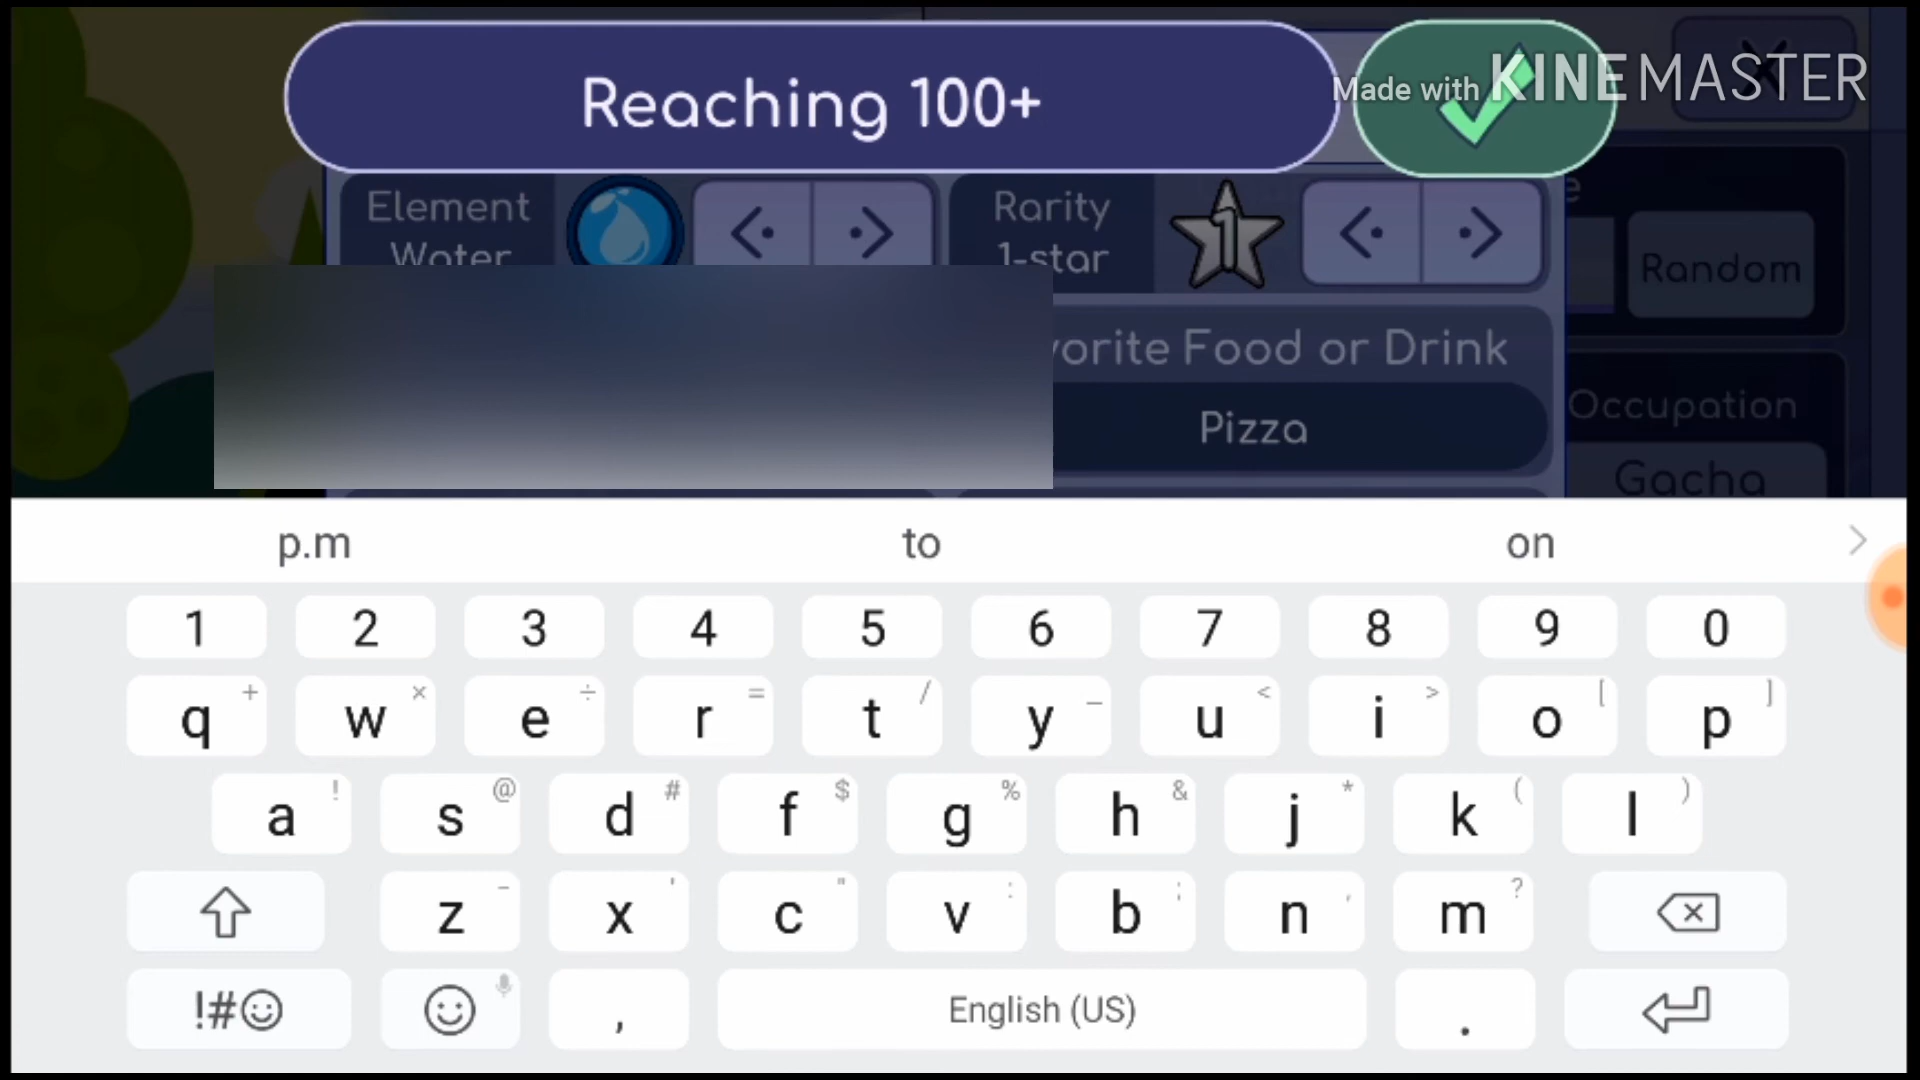 Reaching 100+
Made with KINEMASTER
Element
Water
Rarity
1-star
1
Random
vorite Food or Drink
Pizza
Occupation
Gacha
p.m to on
1 2 3 4 5 6 7 8 9 0
q + w × e ÷ r = t / y _ u < i > o [ p ]
a ! s @ d # f $ g % h & j * k ( l )
z - x ' c " v : b ; n , m ?
!#☺ , English (US) .